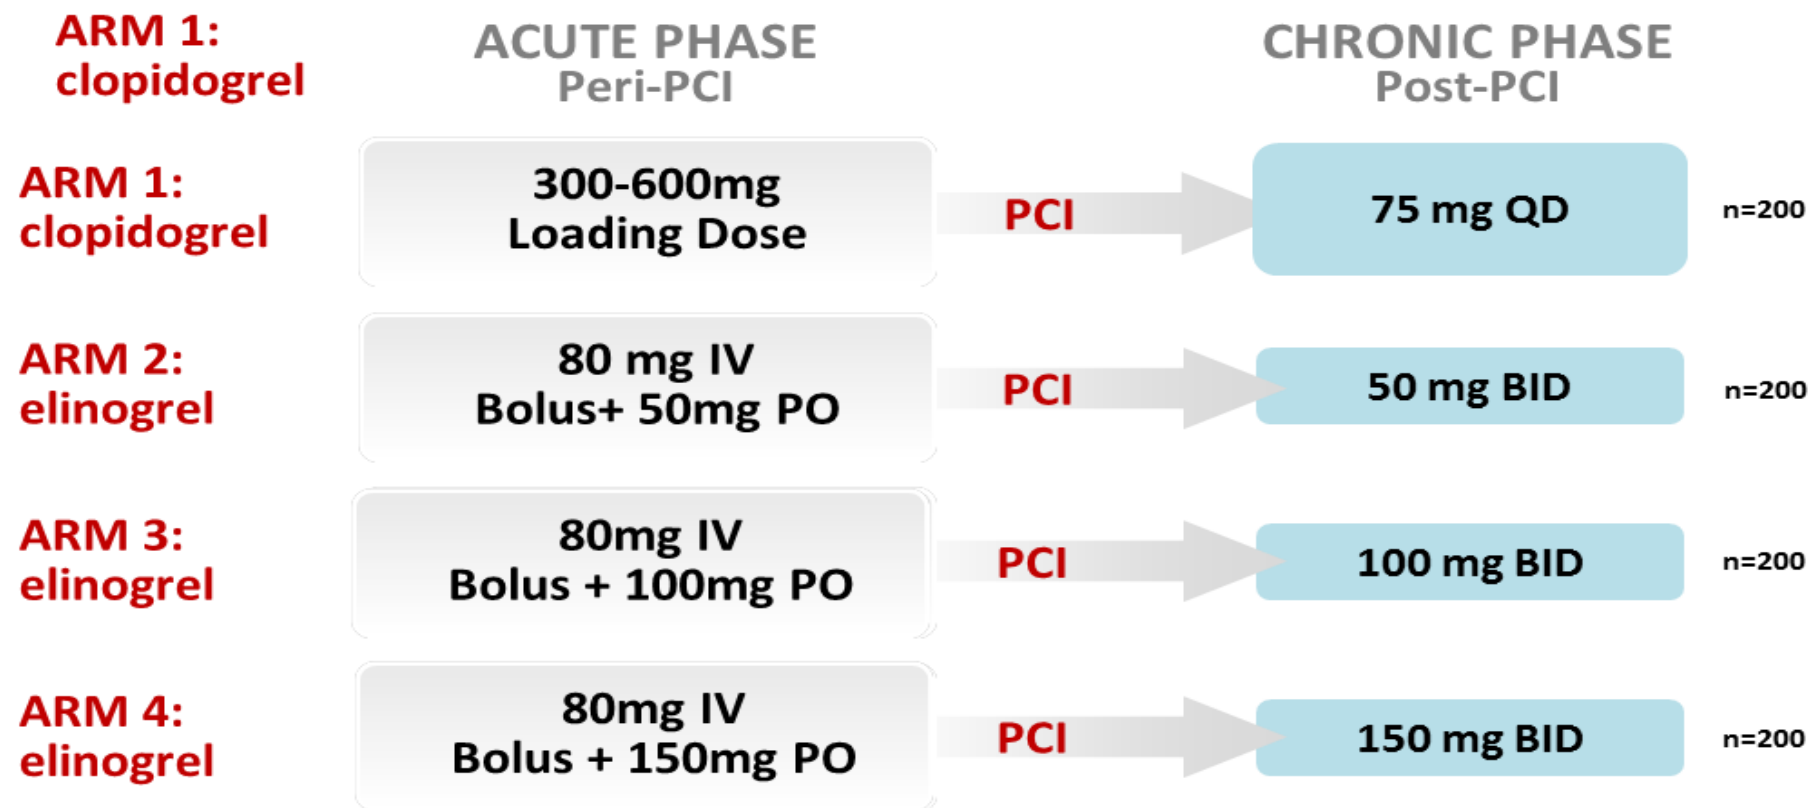 ARM 1:
clopidogrel
ACUTE PHASE
Peri-PCI
CHRONIC PHASE
Post-PCI
ARM 1:
clopidogrel
300-600mg
Loading Dose
PCI
75 mg QD
n=200
ARM 2:
elinogrel
80 mg IV
Bolus+ 50mg PO
PCI
50 mg BID
n=200
ARM 3:
elinogrel
80mg IV
Bolus + 100mg PO
PCI
100 mg BID
n=200
ARM 4:
elinogrel
80mg IV
Bolus + 150mg PO
PCI
150 mg BID
n=200